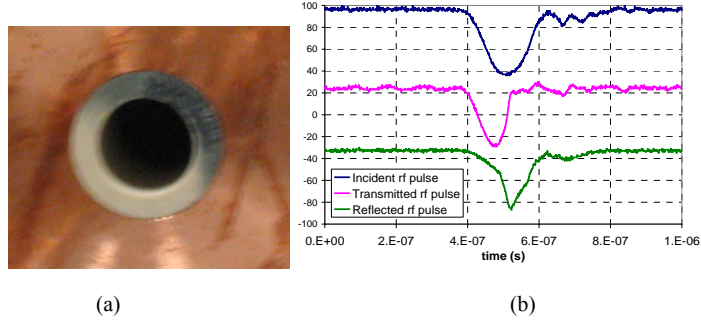 100
80
60
40
20
0
-20
-40
-60
-80
-100
Incident rf pulse
Transmitted rf pulse
Reflected rf pulse
0.E+00 2.E-07 4.E-07 6.E-07 8.E-07 1.E-06
time (s)
(a) (b)